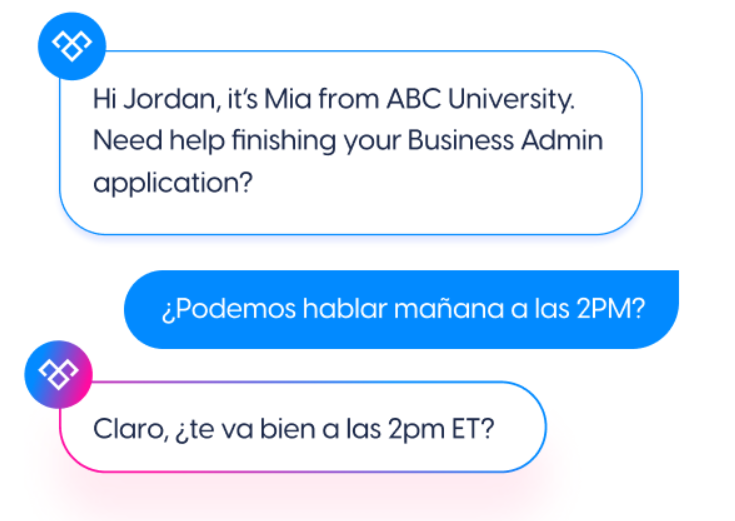 Hi Jordan, it's Mia from ABC University.
Need help finishing your Business Admin
application?
¿Podemos hablar mañana a las 2PM?
Claro, ¿te va bien a las 2pm ET?